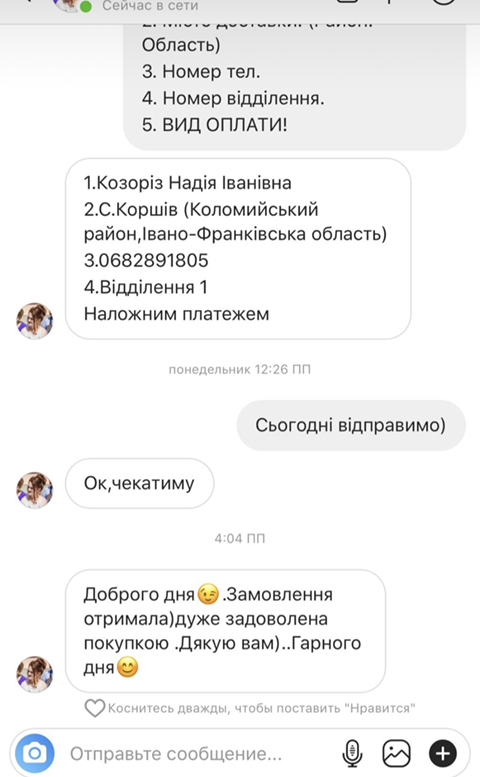 Сейчас в сети
Область)
3. Номер тел.
4. Номер відділення.
5. ВИД ОПЛАТИ!
1.Козоріз Надія Іванівна
2.С.Коршів (Коломийський
район,Івано-Франківська область)
3.0682891805
4.Відділення 1
Наложним платежем
понедельник 12:26 ПП
Сьогодні відправимо)
Ок,чекатиму
4:04 ПП
Доброго дня😉.Замовлення
отримала)дуже задоволена
покупкою .Дякую вам)..Гарного
дня😊
Коснитесь дважды, чтобы поставить "Нравится"
Отправьте сообщение...